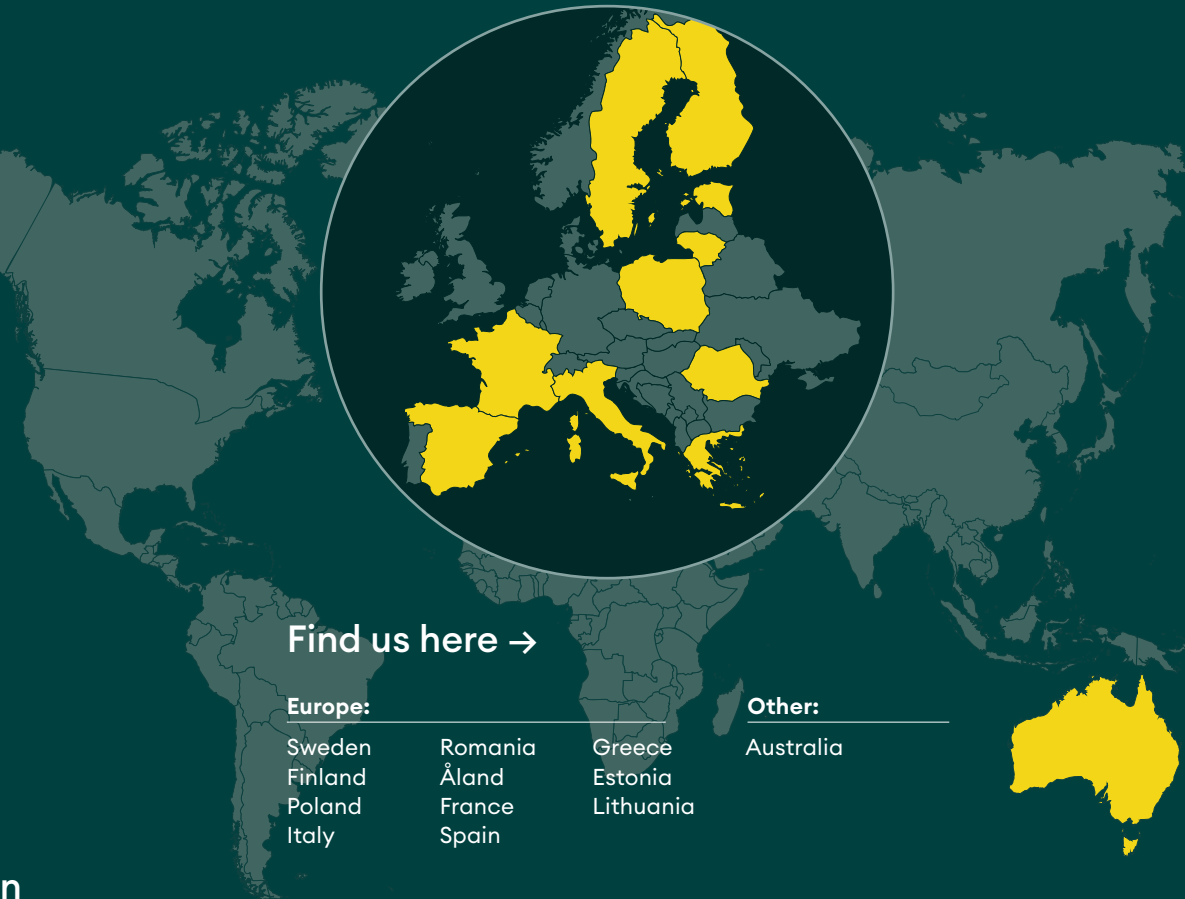 Find us here →
Europe:
Sweden
Finland
Poland
Italy
Romania
Åland
France
Spain
Greece
Estonia
Lithuania
Other:
Australia
n